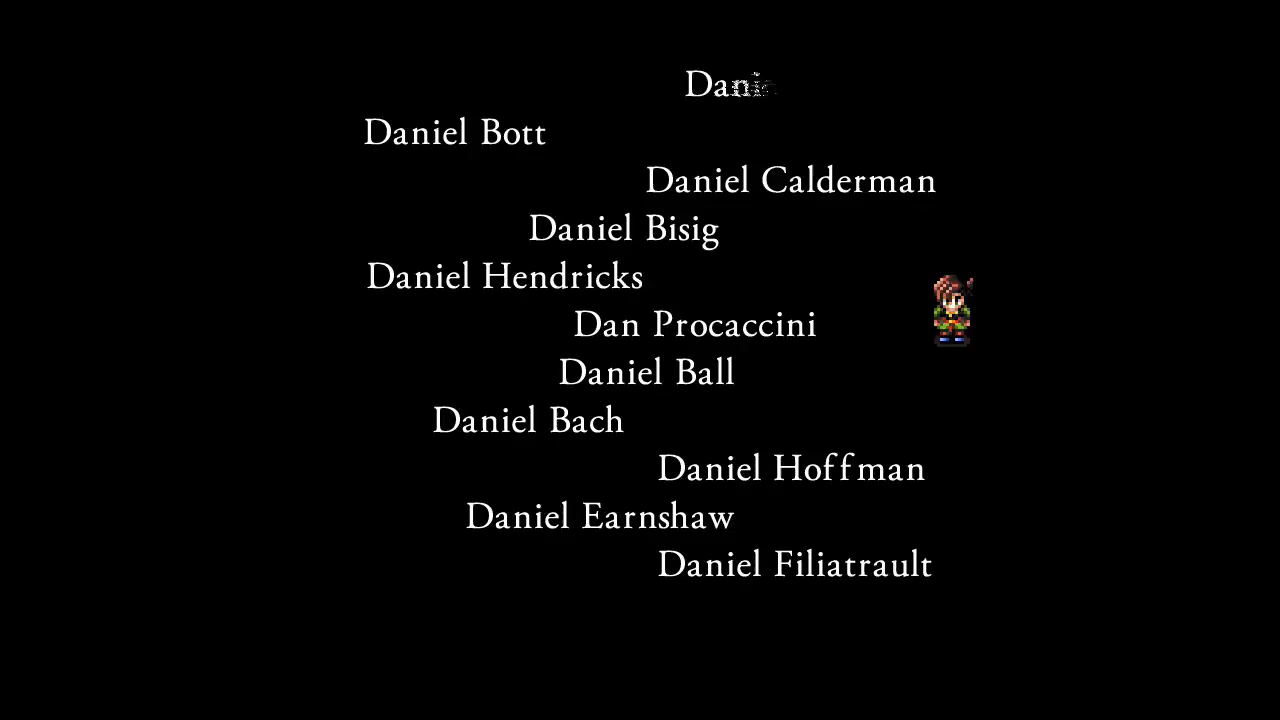 Daniel Bott
Daniel Calderman
Daniel Bisig
Daniel Hendricks
Dan Procaccini
Daniel Ball
Daniel Bach
Daniel Hoffman
Daniel Earnshaw
Daniel Filiatrault